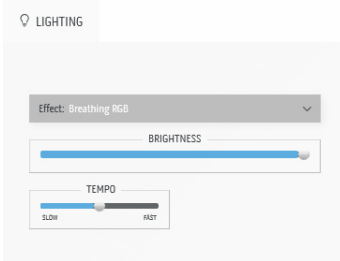 LIGHTING
Effect: Breathing RGB
BRIGHTNESS
TEMPO
SLOW FAST